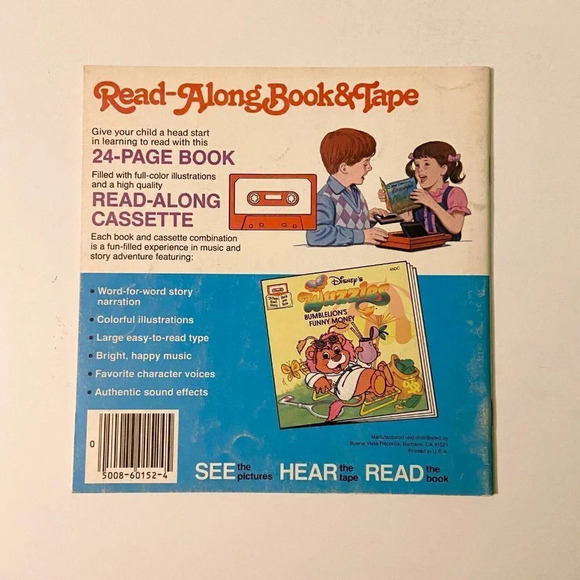 Read-Along Book & Tape
Give your child a head start
in learning to read with this
24-PAGE BOOK
Filled with full-color illustrations
and a high quality
READ-ALONG
CASSETTE
Each book and cassette combination
is a fun-filled experience in music and
story adventure featuring:
• Word-for-word story
narration
• Colorful illustrations
• Large easy-to-read type
• Bright, happy music
• Favorite character voices
• Authentic sound effects
DISNEY'S
Wuzzles
BUMBLELION'S
FUNNY MONEY
0
5008-60152-4
Manufactured and distributed by
Buena Vista Records, Burbank, CA 91521
Printed in U.S.A.
SEE the pictures HEAR the tape READ the book